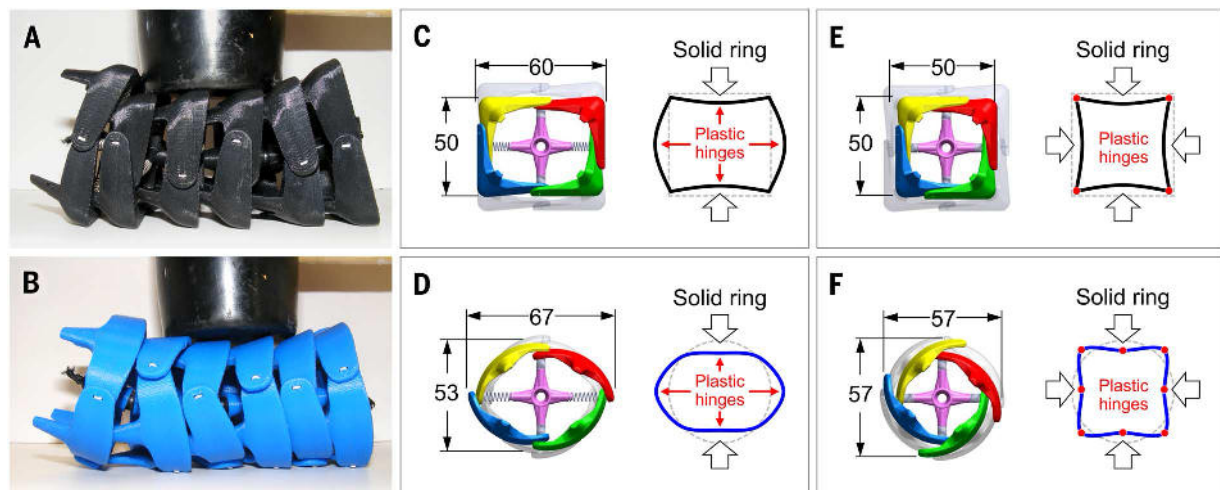 A
B
C
60
50
Solid ring
Plastic
hinges
D
67
53
Solid ring
Plastic
hinges
E
50
50
Solid ring
Plastic
hinges
F
57
57
Solid ring
Plastic
hinges